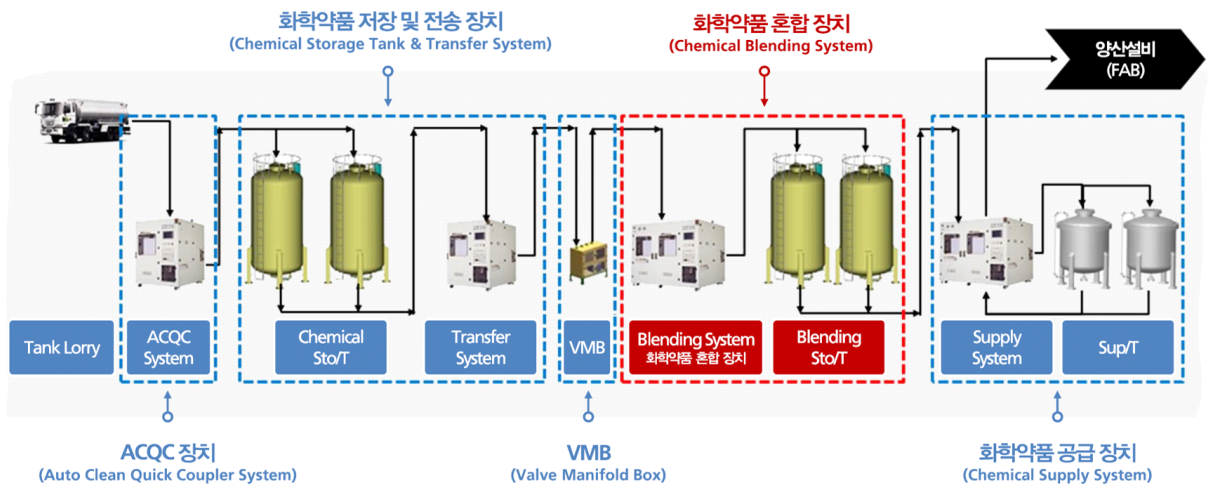 화학약품 저장 및 전송 장치
(Chemical Storage Tank & Transfer System)
화학약품 혼합 장치
(Chemical Blending System)
양산설비
(FAB)
Tank Lorry
ACQC
System
Chemical
Sto/T
Transfer
System
VMB
Blending System
화학약품 혼합 장치
Blending
Sto/T
Supply
System
Sup/T
ACQC 장치
(Auto Clean Quick Coupler System)
VMB
(Valve Manifold Box)
화학약품 공급 장치
(Chemical Supply System)